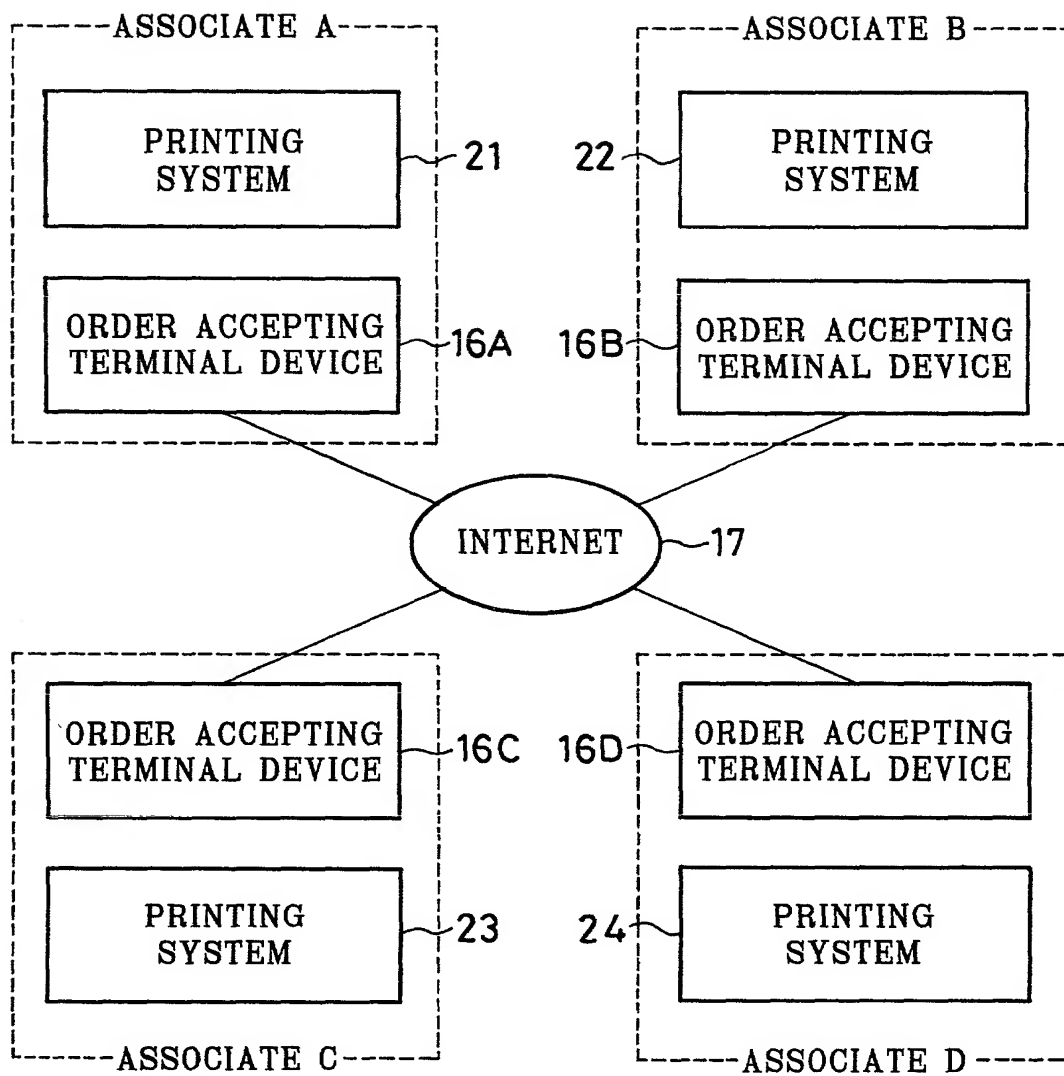 ASSOCIATE A
PRINTING
SYSTEM
21
ORDER ACCEPTING
TERMINAL DEVICE
16A
ASSOCIATE B
22
PRINTING
SYSTEM
16B
ORDER ACCEPTING
TERMINAL DEVICE
INTERNET
17
ORDER ACCEPTING
TERMINAL DEVICE
16C
PRINTING
SYSTEM
23
ASSOCIATE C
16D
ORDER ACCEPTING
TERMINAL DEVICE
24
PRINTING
SYSTEM
ASSOCIATE D